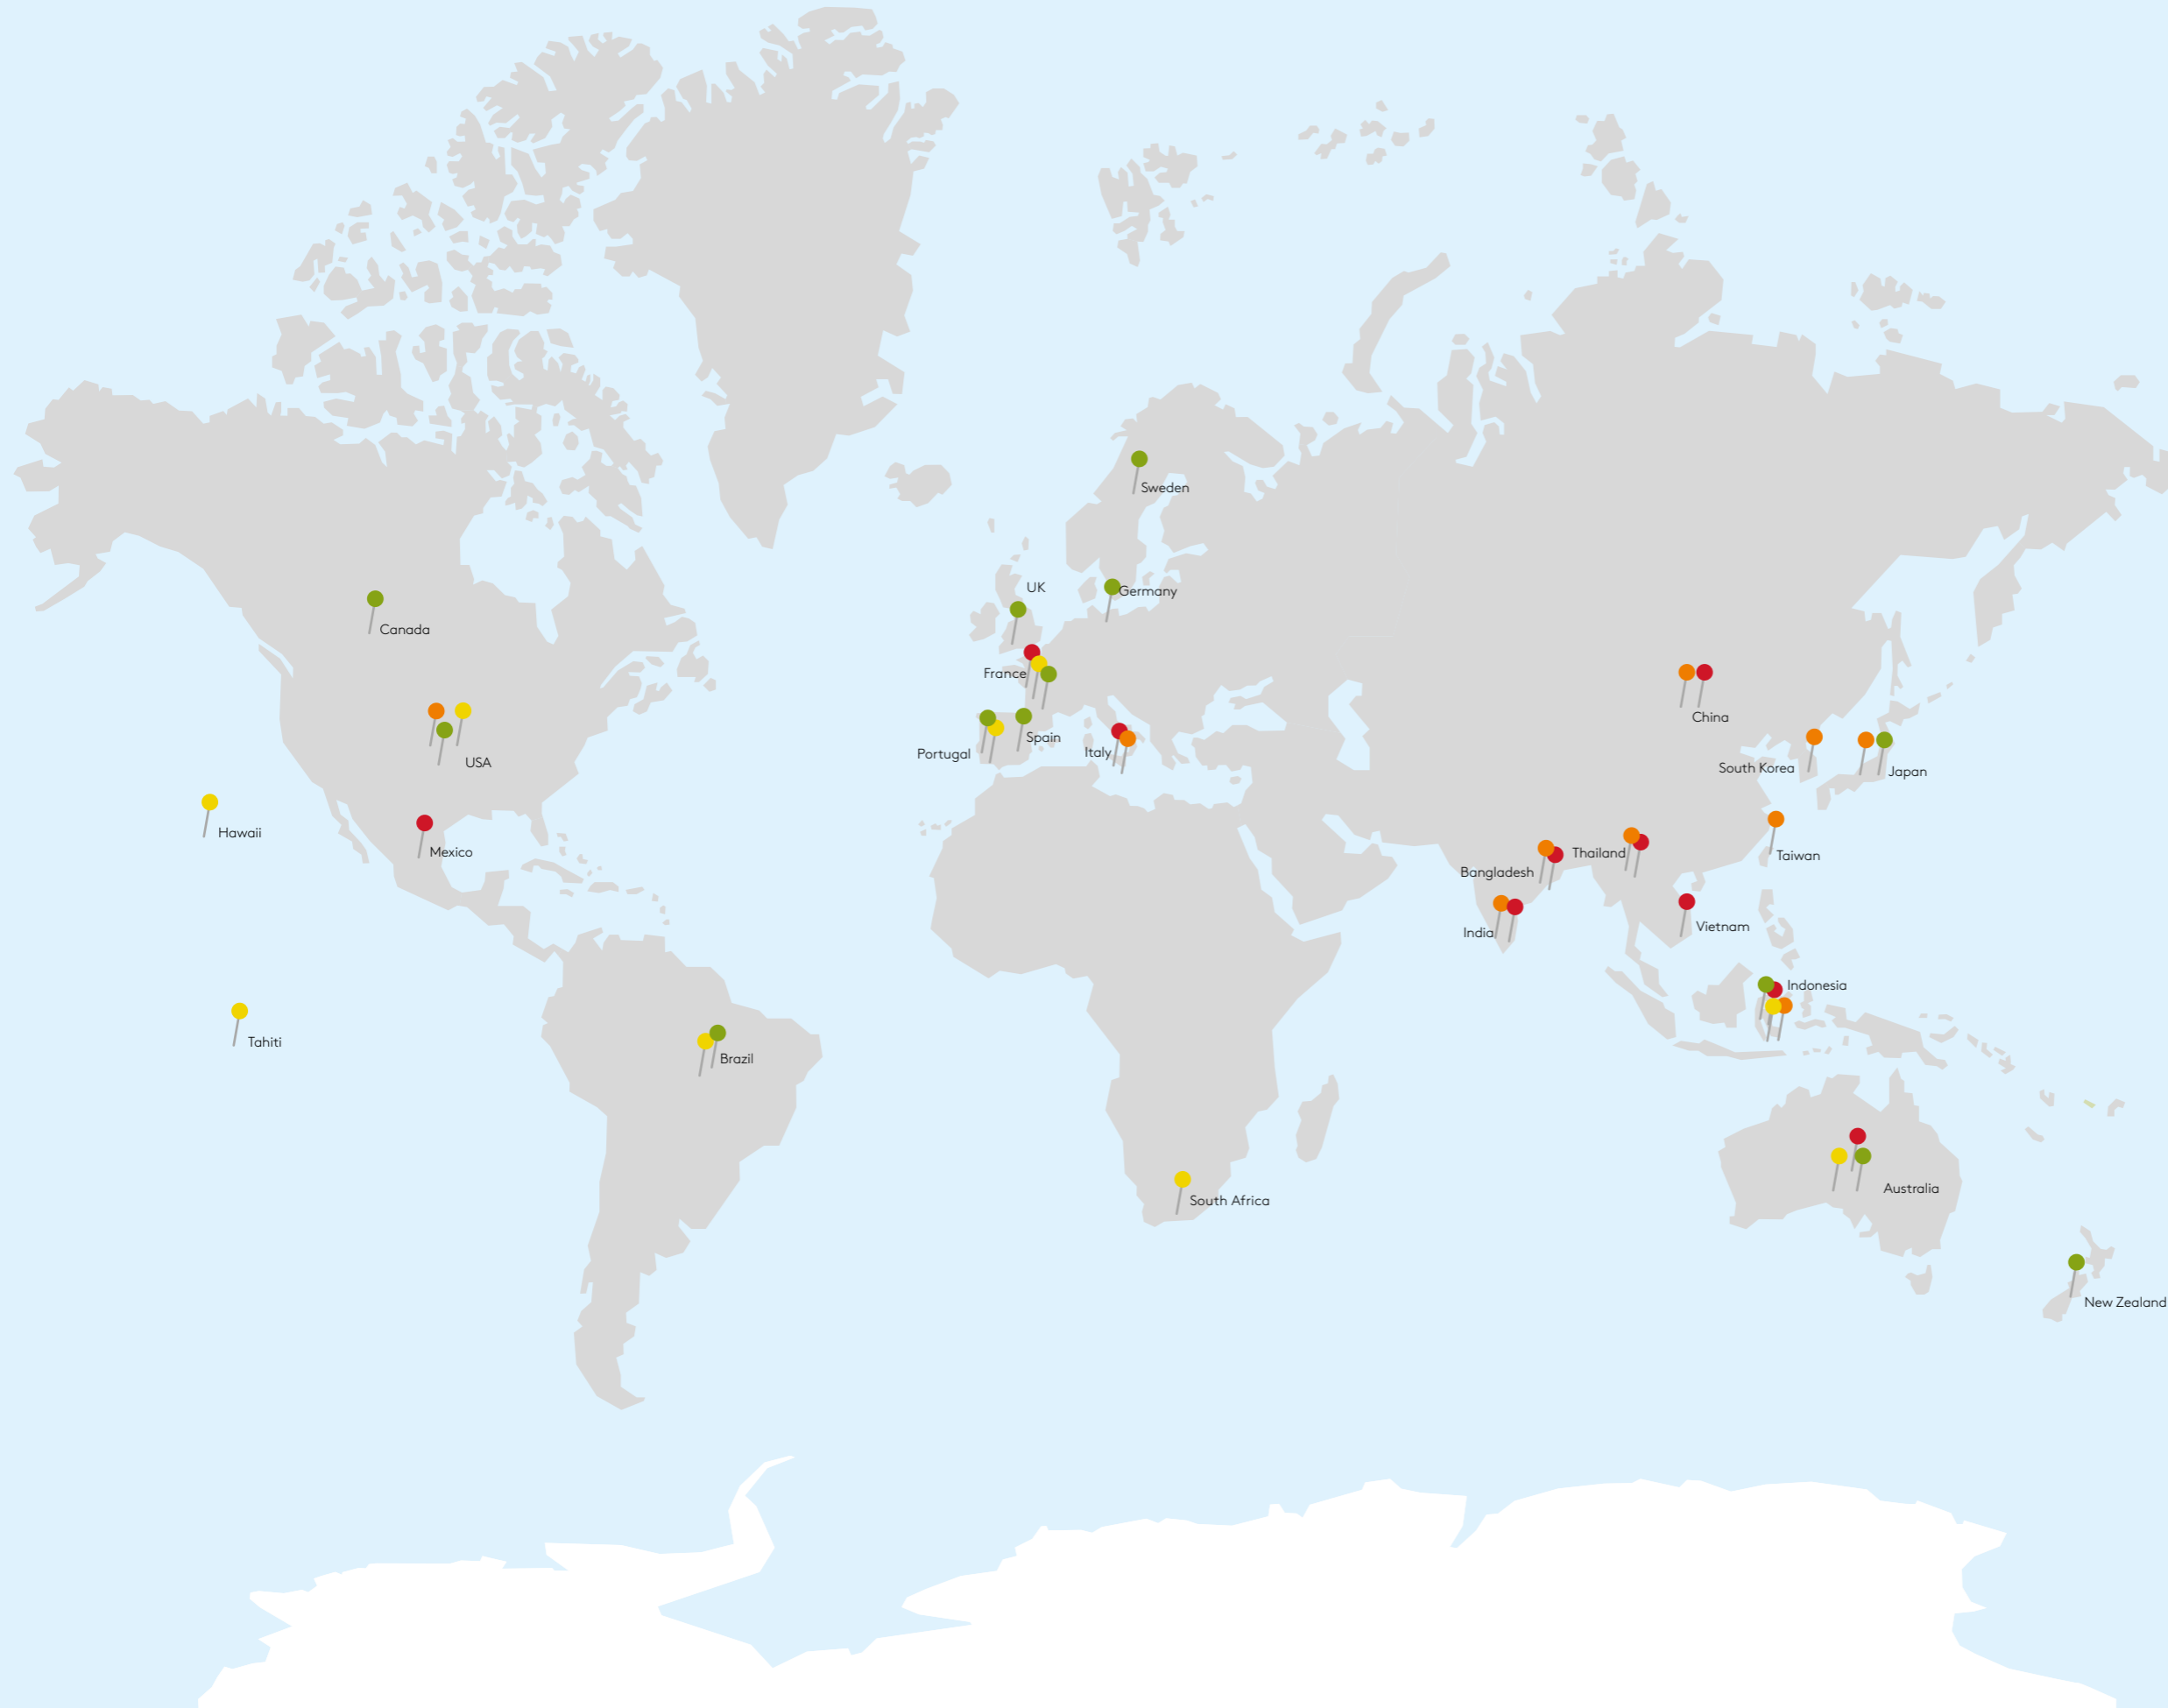 Sweden
UK
Germany
Canada
France
China
Spain
Portugal
Italy
USA
South Korea
Japan
Hawaii
Mexico
Thailand
Taiwan
Bangladesh
Vietnam
India
Indonesia
Tahiti
Brazil
Australia
South Africa
New Zealand